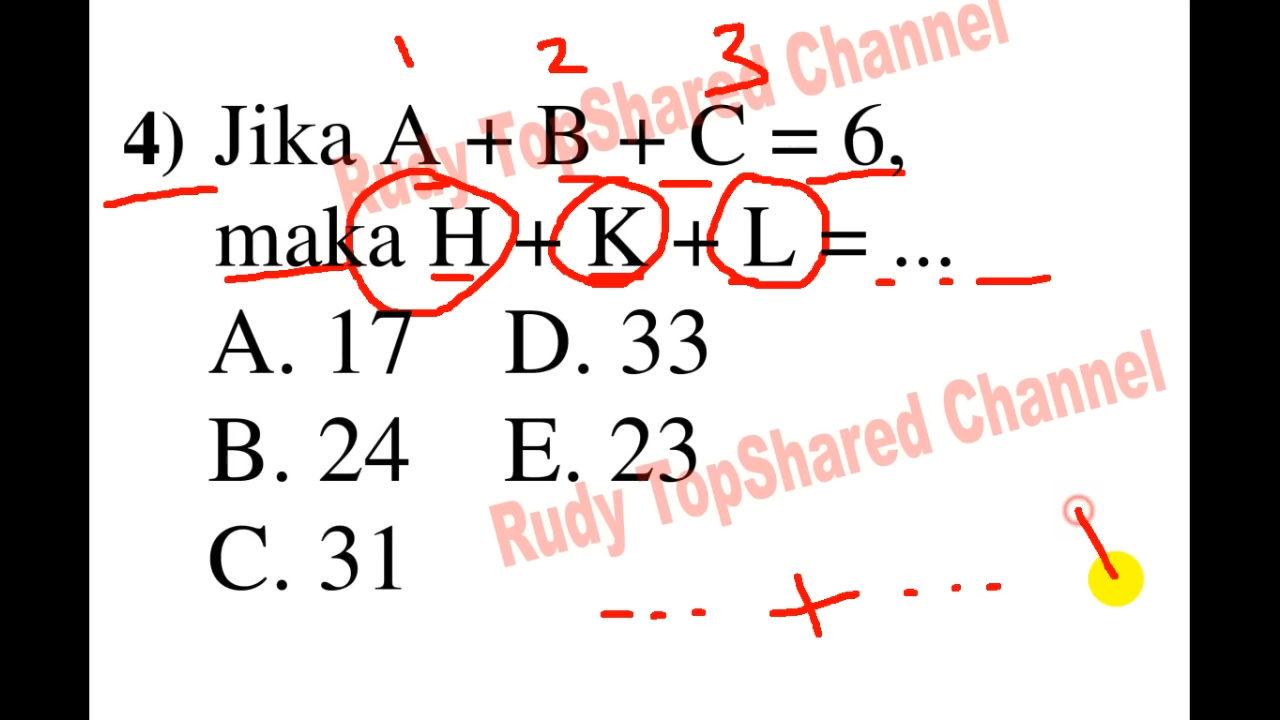 1 2 3
4) Jika A + B + C = 6,
maka H + K + L = ...
A. 17 D. 33
B. 24 E. 23
C. 31
... + ...
Rudy TopShared Channel
Rudy TopShared Channel